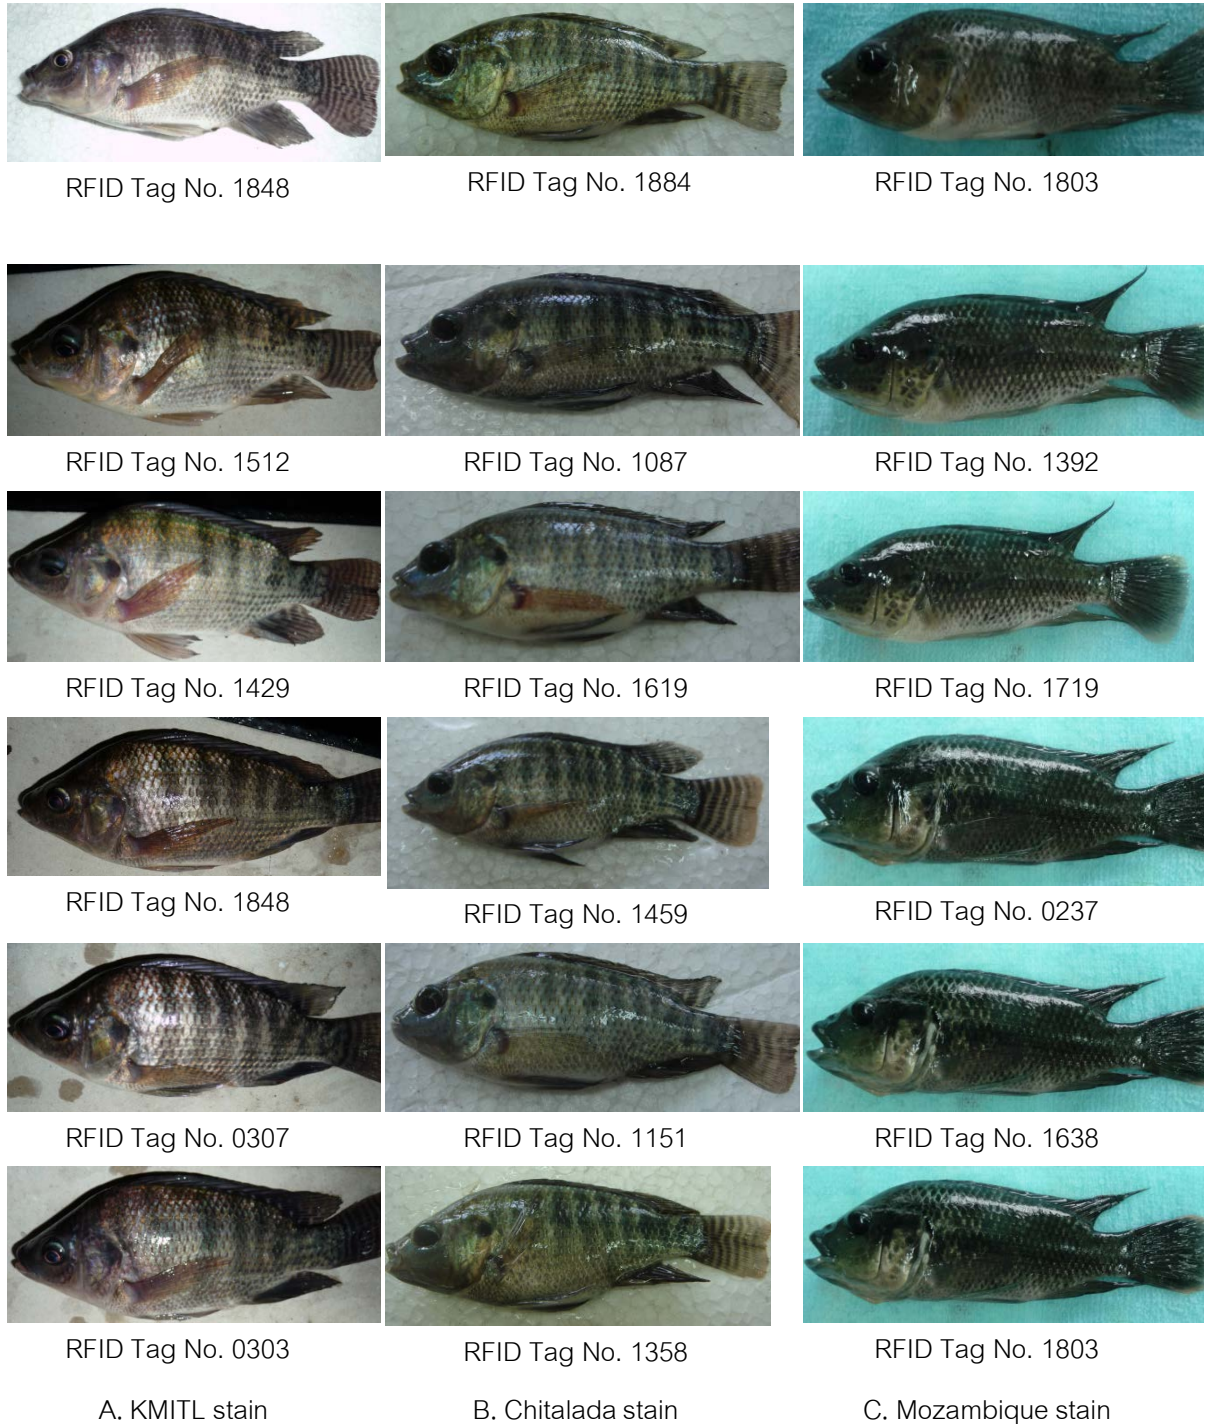 RFID Tag No. 1848
RFID Tag No. 1884
RFID Tag No. 1803
RFID Tag No. 1512
RFID Tag No. 1087
RFID Tag No. 1392
RFID Tag No. 1429
RFID Tag No. 1619
RFID Tag No. 1719
RFID Tag No. 1848
RFID Tag No. 1459
RFID Tag No. 0237
RFID Tag No. 0307
RFID Tag No. 1151
RFID Tag No. 1638
RFID Tag No. 0303
RFID Tag No. 1358
RFID Tag No. 1803
A. KMITL stain
B. Chitalada stain
C. Mozambique stain